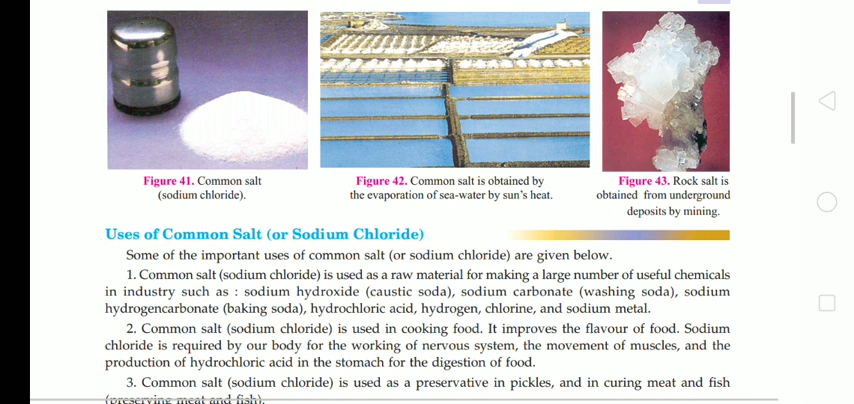 Figure 41. Common salt
(sodium chloride).
Figure 42. Common salt is obtained by
the evaporation of sea-water by sun's heat.
Figure 43. Rock salt is
obtained from underground
deposits by mining.
Uses of Common Salt (or Sodium Chloride)
Some of the important uses of common salt (or sodium chloride) are given below.
1. Common salt (sodium chloride) is used as a raw material for making a large number of useful chemicals
in industry such as : sodium hydroxide (caustic soda), sodium carbonate (washing soda), sodium
hydrogencarbonate (baking soda), hydrochloric acid, hydrogen, chlorine, and sodium metal.
2. Common salt (sodium chloride) is used in cooking food. It improves the flavour of food. Sodium
chloride is required by our body for the working of nervous system, the movement of muscles, and the
production of hydrochloric acid in the stomach for the digestion of food.
3. Common salt (sodium chloride) is used as a preservative in pickles, and in curing meat and fish
(preserving meat and fish).